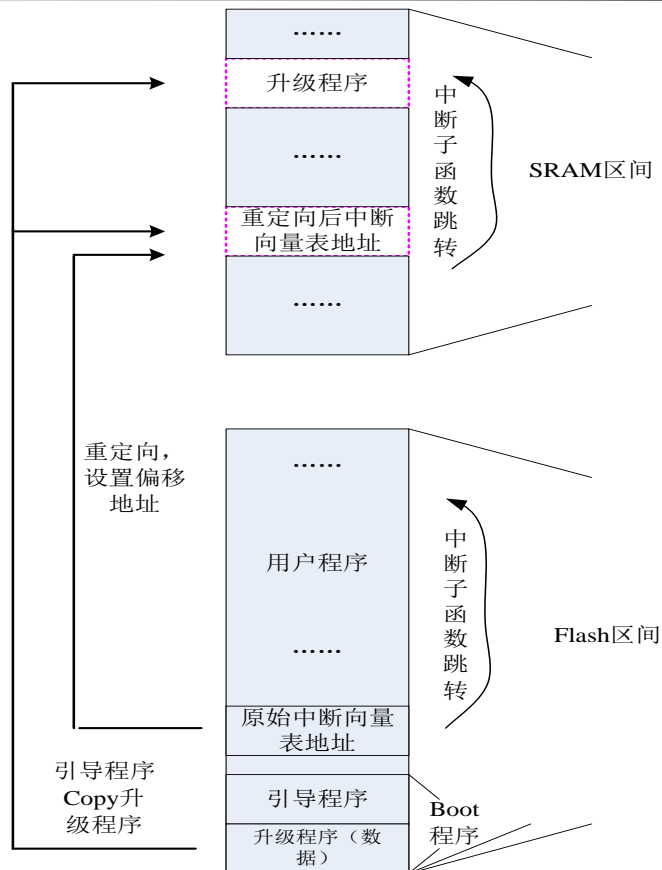 ……
升级程序
……
重定向后中断
向量表地址
……
中
断
子
函
数
跳
转
SRAM区间
重定向，
设置偏移
地址
……
用户程序
……
原始中断向量
表地址
中
断
子
函
数
跳
转
Flash区间
引导程序
Copy升
级程序
引导程序
升级程序（数
据）
Boot
程序